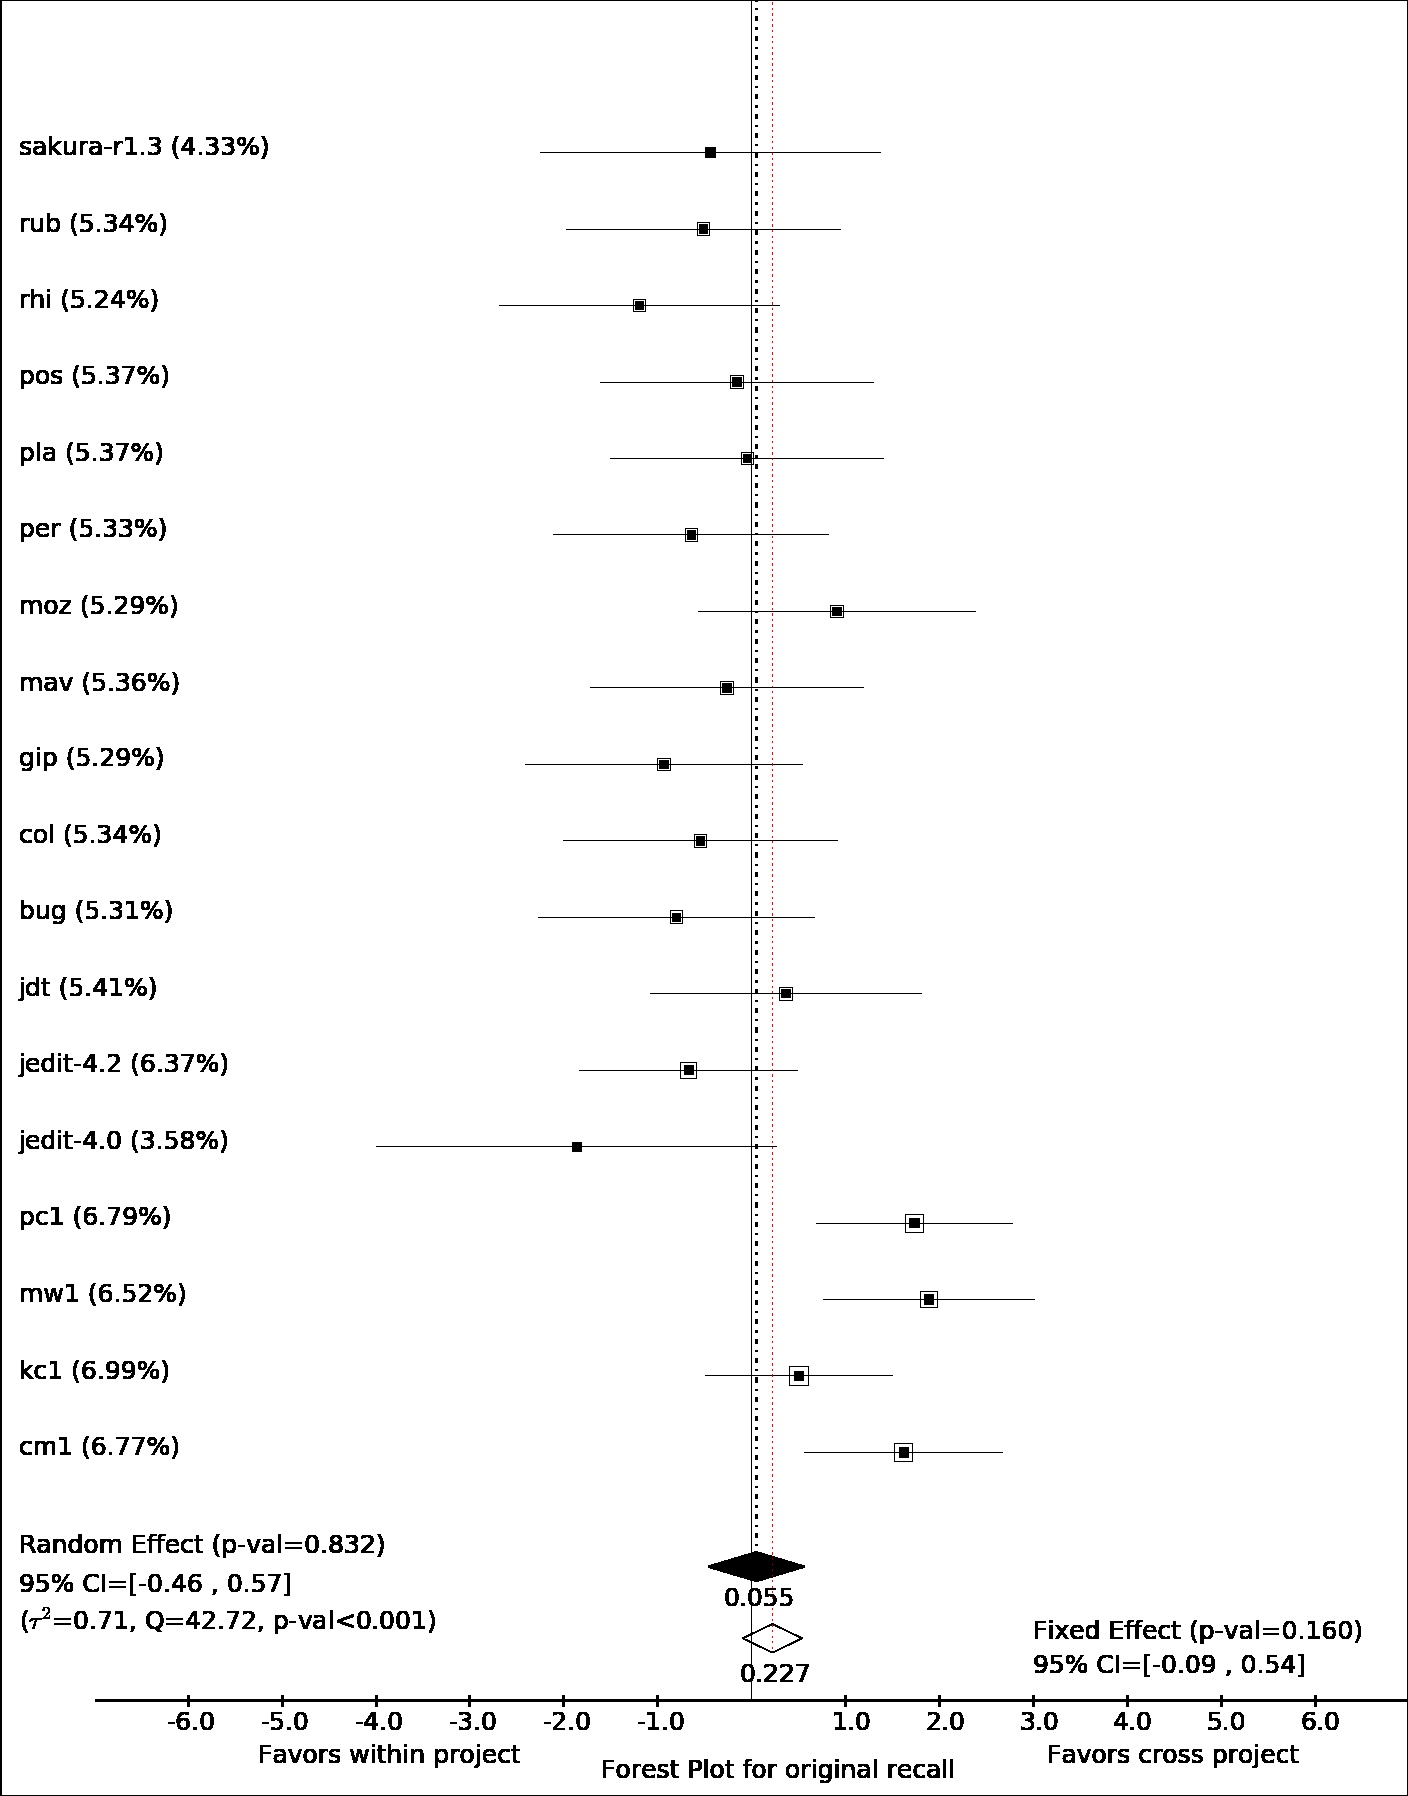 sakura-r1.3 (4.33%)
rub (5.34%)
rhi (5.24%)
pos (5.37%)
pla (5.37%)
per (5.33%)
moz (5.29%)
mav (5.36%)
gip (5.29%)
col (5.34%)
bug (5.31%)
jdt (5.41%)
jedit-4.2 (6.37%)
jedit-4.0 (3.58%)
pc1 (6.79%)
mw1 (6.52%)
kc1 (6.99%)
cm1 (6.77%)
Random Effect (p-val=0.832)
95% CI=[-0.46 , 0.57]
(τ²=0.71, Q=42.72, p-val<0.001)
0.055
0.227
Fixed Effect (p-val=0.160)
95% CI=[-0.09 , 0.54]
-6.0 -5.0 -4.0 -3.0 -2.0 -1.0 1.0 2.0 3.0 4.0 5.0 6.0
Favors within project
Forest Plot for original recall
Favors cross project